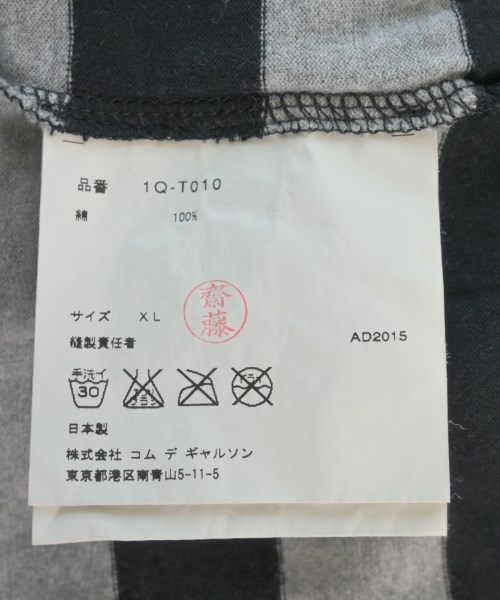 品番 1Q-T010
綿 100%
サイズ XL
齋藤
縫製責任者
AD2015
手洗イ
30
日本製
株式会社 コム デ ギャルソン
東京都港区南青山5-11-5